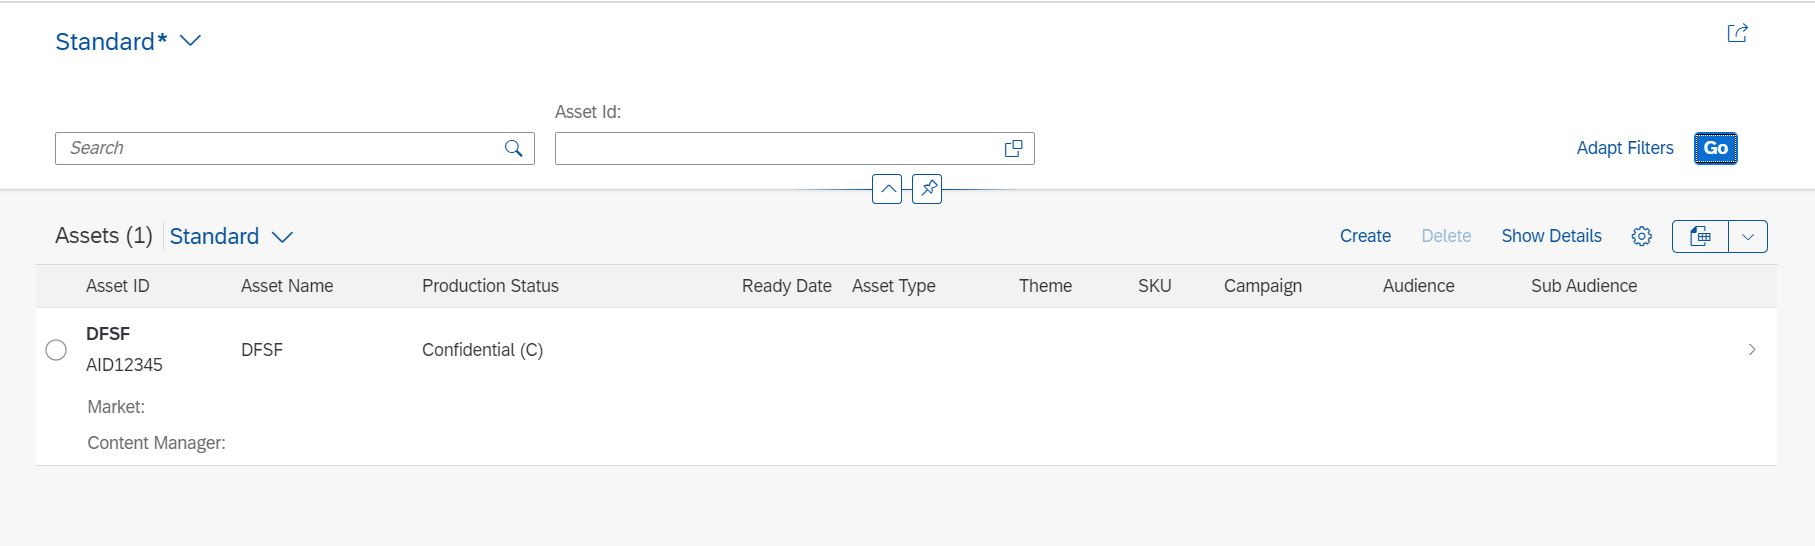 Standard*
Asset Id:
Search
Adapt Filters Go
Assets (1) Standard Create Delete Show Details
Asset ID Asset Name Production Status Ready Date Asset Type Theme SKU Campaign Audience Sub Audience
DFSF
AID12345 DFSF Confidential (C)
Market:
Content Manager: